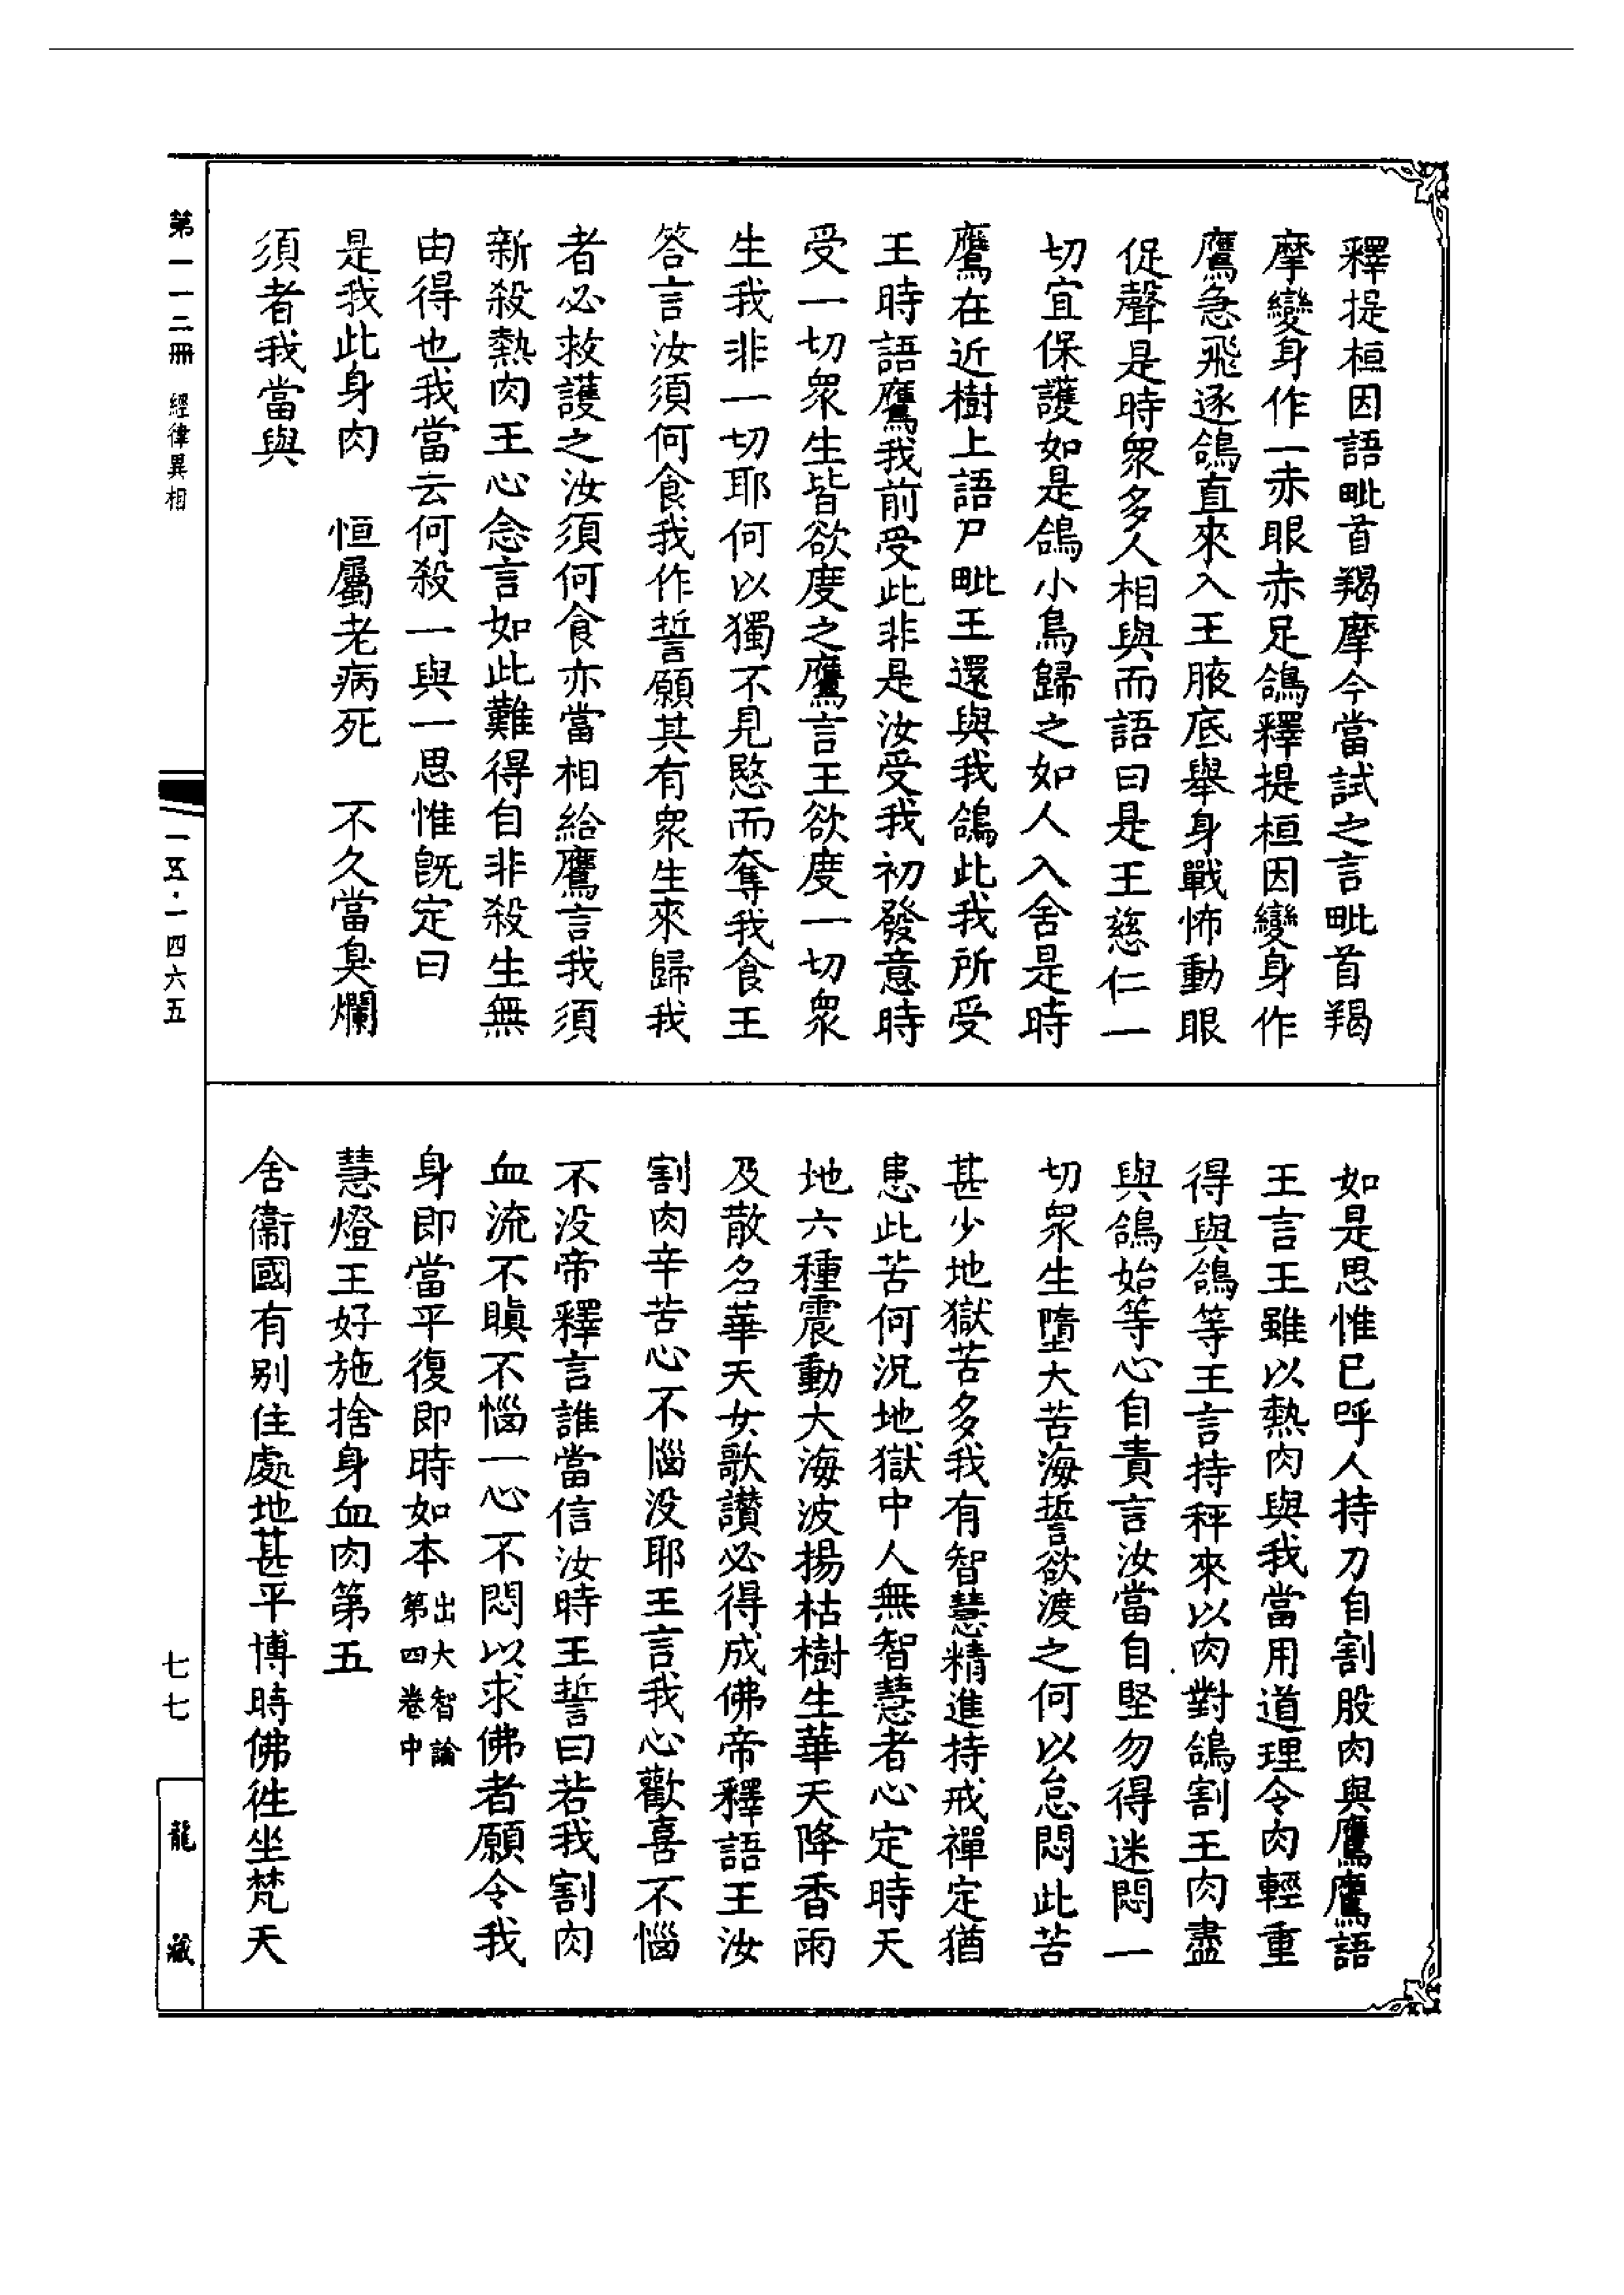 釋提桓因語毗首羯摩今當試之言毗首羯
摩變身作一赤眼赤足鴿釋提桓因變身作
鷹急飛逐鴿直來入王腋底舉身戰怖動眼
促聲是時衆多人相與而語曰是王慈仁一
切宜保護如是鴿小鳥歸之如人入舍是時
鷹在近樹上語尸毗王還與我鴿此我所受
王時語鷹我前受此非是汝受我初發意時
受一切衆生皆欲度之鷹言王欲度一切衆
生我非一切耶何以獨不見愍而奪我食王
答言汝須何食我作誓願其有衆生來歸我
者必救護之汝須何食亦當相給鷹言我須
新殺熱肉王心念言如此難得自非殺生無
由得也我當云何殺一與一思惟既定曰
是我此身肉　恒屬老病死　不久當臭爛
須者我當與
如是思惟已呼人持刀自割股肉與鷹鷹語
王言王雖以熱肉與我當用道理令肉輕重
得與鴿等王言持秤來以肉對鴿割王肉盡
與鴿始等心自責言汝當自堅勿得迷悶一
切衆生墮大苦海誓欲渡之何以怠悶此苦
甚少地獄苦多我有智慧精進持戒禪定猶
患此苦何況地獄中人無智慧者心定時天
地六種震動大海波揚枯樹生華天降香雨
及散名華天女歌讚必得成佛帝釋語王汝
割肉辛苦心不惱没耶王言我心歡喜不惱
不没帝釋言誰當信汝時王誓曰若我割肉
血流不瞋不惱一心不悶以求佛者願令我
身即當平復即時如本出大智論第四卷中
慧燈王好施捨身血肉第五
舍衞國有别住處地甚平博時佛徃坐梵天
第一一二冊　經律異相
一五·一四六五
七七
龍藏